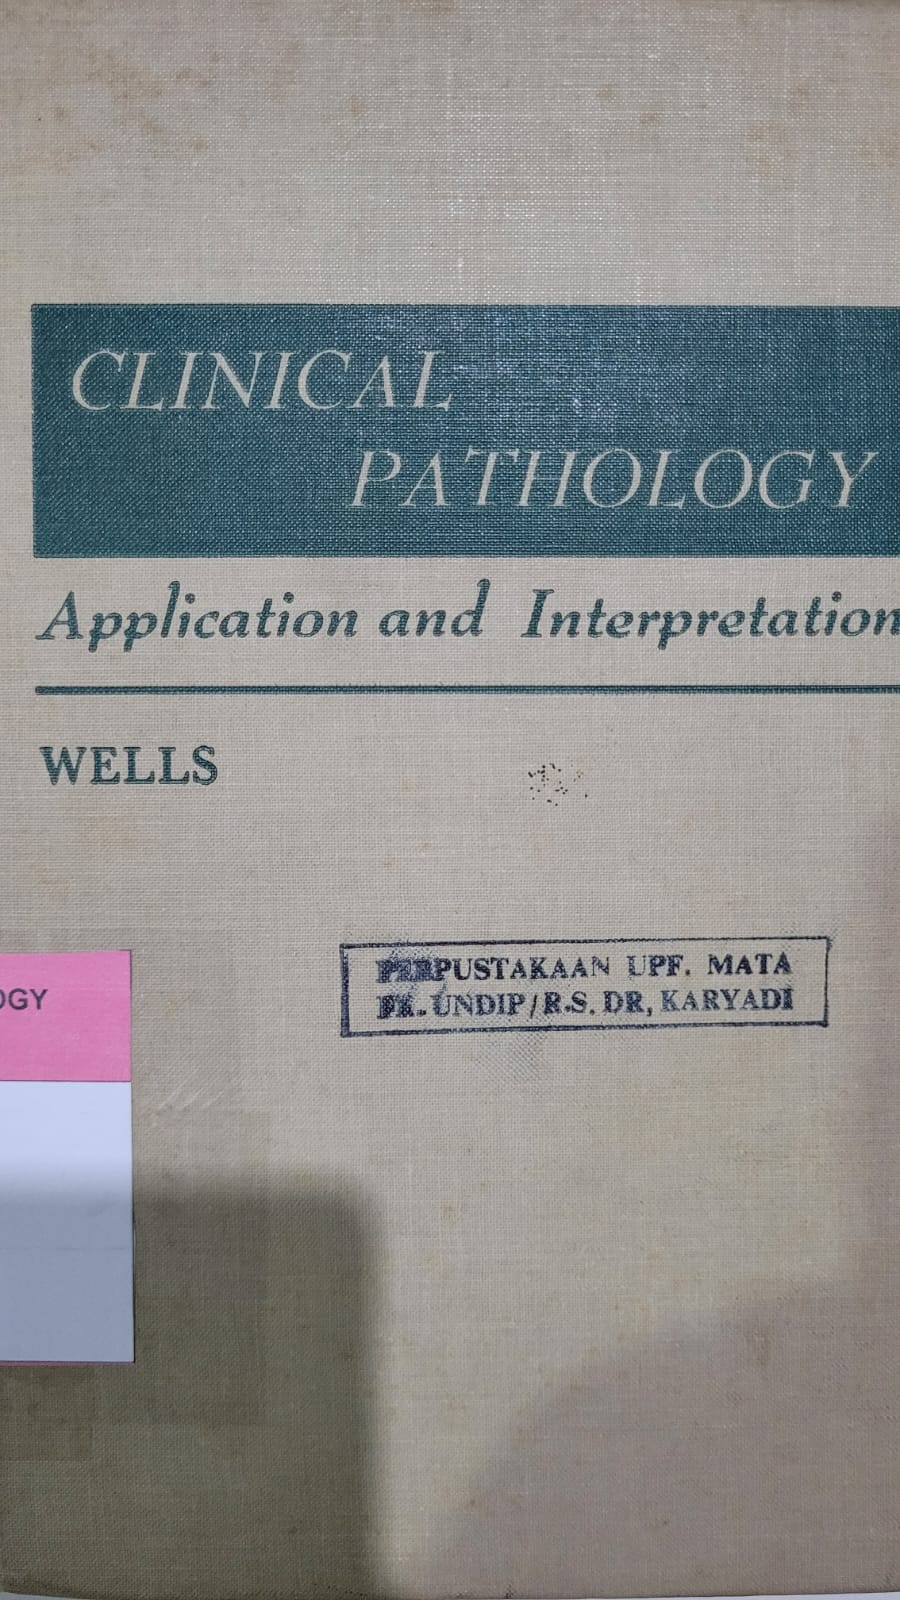 CLINICAL
PATHOLOGY
Application and Interpretation
WELLS
OGY
PERPUSTAKAAN UPF. MATA
FK. UNDIP/R.S. DR, KARYADI